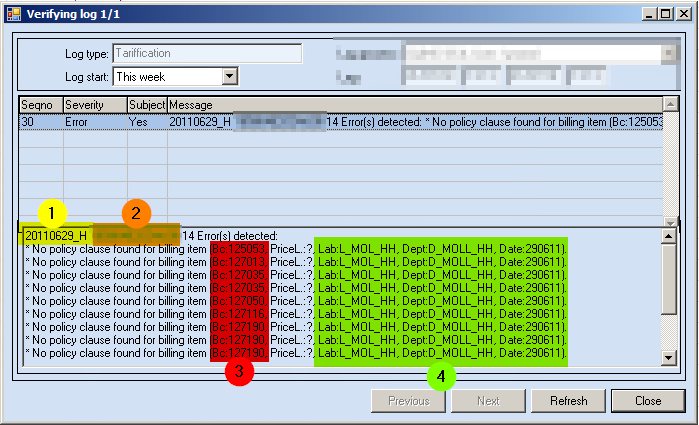 Verifying log 1/1
Log type: Tariffication
Log start: This week
Seqno Severity Subject Message
30 Error Yes 20110629_H 14 Error(s) detected: * No policy clause found for billing item (Bc:125053
1 2
20110629_H 14 Error(s) detected:
* No policy clause found for billing item (Bc:125053, PriceL.:?, Lab:L_MOL_HH, Dept:D_MOLL_HH, Date:290611).
* No policy clause found for billing item (Bc:127013, PriceL.:?, Lab:L_MOL_HH, Dept:D_MOLL_HH, Date:290611).
* No policy clause found for billing item (Bc:127035, PriceL.:?, Lab:L_MOL_HH, Dept:D_MOLL_HH, Date:290611).
* No policy clause found for billing item (Bc:127035, PriceL.:?, Lab:L_MOL_HH, Dept:D_MOLL_HH, Date:290611).
* No policy clause found for billing item (Bc:127050, PriceL.:?, Lab:L_MOL_HH, Dept:D_MOLL_HH, Date:290611).
* No policy clause found for billing item (Bc:127116, PriceL.:?, Lab:L_MOL_HH, Dept:D_MOLL_HH, Date:290611).
* No policy clause found for billing item (Bc:127190, PriceL.:?, Lab:L_MOL_HH, Dept:D_MOLL_HH, Date:290611).
* No policy clause found for billing item (Bc:127130, PriceL.:?, Lab:L_MOL_HH, Dept:D_MOLL_HH, Date:290611).
* No policy clause found for billing item (Bc:127190, PriceL.:?, Lab:L_MOL_HH, Dept:D_MOLL_HH, Date:290611).
3 4
Previous Next Refresh Close